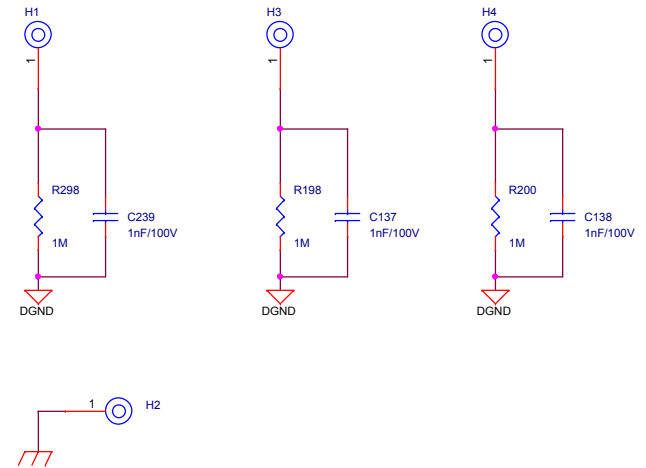 H1
H3
H4
1
1
1
R298
R198
R200
C239
C137
C138
1nF/100V
1nF/100V
1nF/100V
1M
1M
1M
DGND
DGND
DGND
1
H2